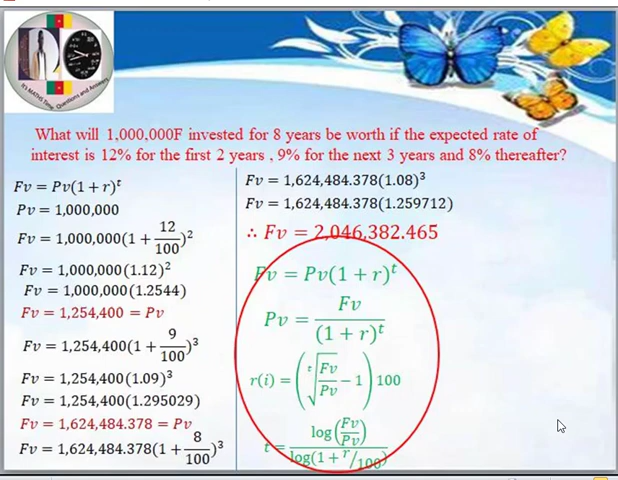 It's MATHS Time: Questions and Answers
What will 1,000,000F invested for 8 years be worth if the expected rate of
interest is 12% for the first 2 years , 9% for the next 3 years and 8% thereafter?
Fv = Pv(1 + r)^t
Pv = 1,000,000
Fv = 1,000,000(1 + 12/100)^2
Fv = 1,000,000(1.12)^2
Fv = 1,000,000(1.2544)
Fv = 1,254,400 = Pv
Fv = 1,254,400(1 + 9/100)^3
Fv = 1,254,400(1.09)^3
Fv = 1,254,400(1.295029)
Fv = 1,624,484.378 = Pv
Fv = 1,624,484.378(1 + 8/100)^3
Fv = 1,624,484.378(1.08)^3
Fv = 1,624,484.378(1.259712)
∴ Fv = 2,046,382.465
Fv = Pv(1 + r)^t
Pv = Fv/(1 + r)^t
r(i) = (ᵗ√(Fv/Pv) − 1) 100
t = log(Fv/Pv)/log(1 + r/100)